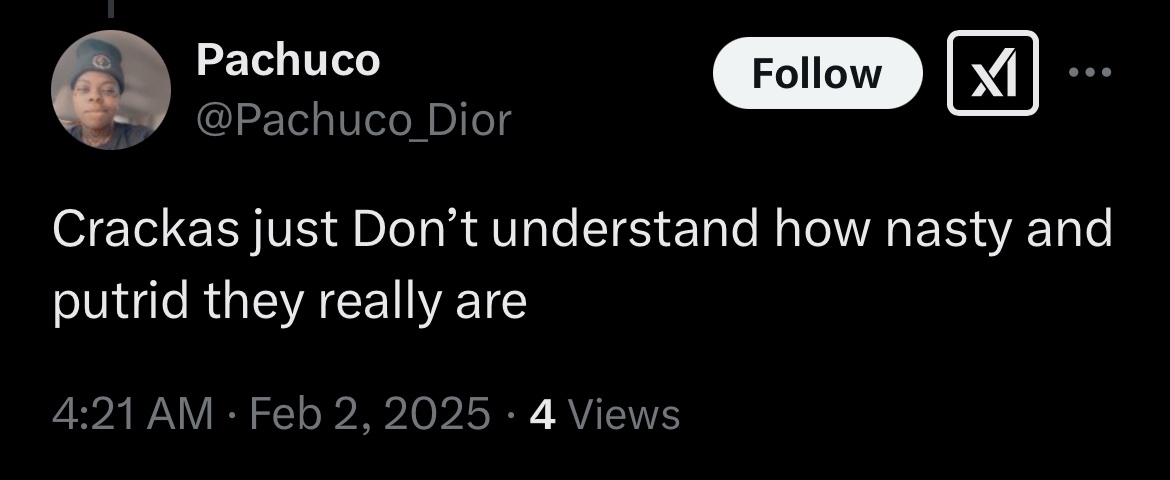 Pachuco
@Pachuco_Dior
Follow
Crackas just Don’t understand how nasty and
putrid they really are
4:21 AM · Feb 2, 2025 · 4 Views